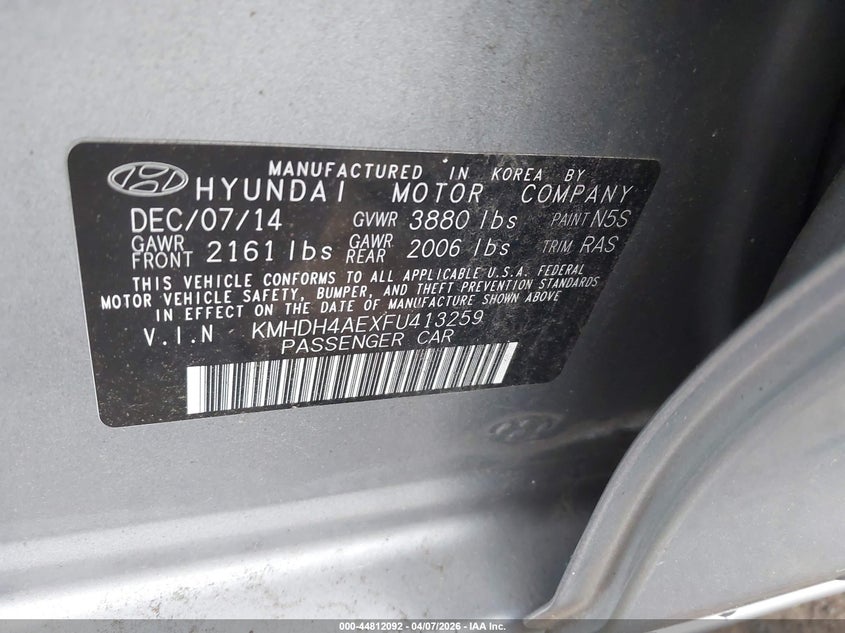 MANUFACTURED IN KOREA BY
HYUNDAI MOTOR COMPANY
DEC/07/14 GVWR 3880 lbs PAINT N5S
GAWR FRONT 2161 lbs GAWR REAR 2006 lbs TRIM RAS
THIS VEHICLE CONFORMS TO ALL APPLICABLE U.S.A. FEDERAL
MOTOR VEHICLE SAFETY, BUMPER, AND THEFT PREVENTION STANDARDS
IN EFFECT ON THE DATE OF MANUFACTURE SHOWN ABOVE
V.I.N KMHDH4AEXFU413259
PASSENGER CAR
000-44812092 - 04/07/2026 - IAA Inc.